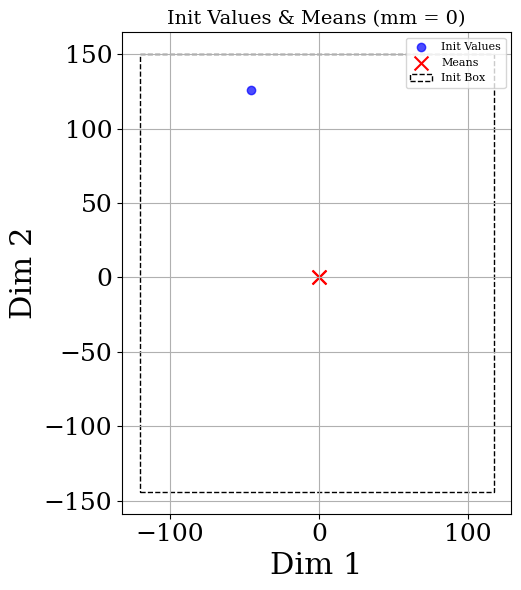 Init Values & Means (mm = 0)
Init Values
Means
Init Box
150
100
50
0
−50
−100
−150
Dim 2
−100 0 100
Dim 1